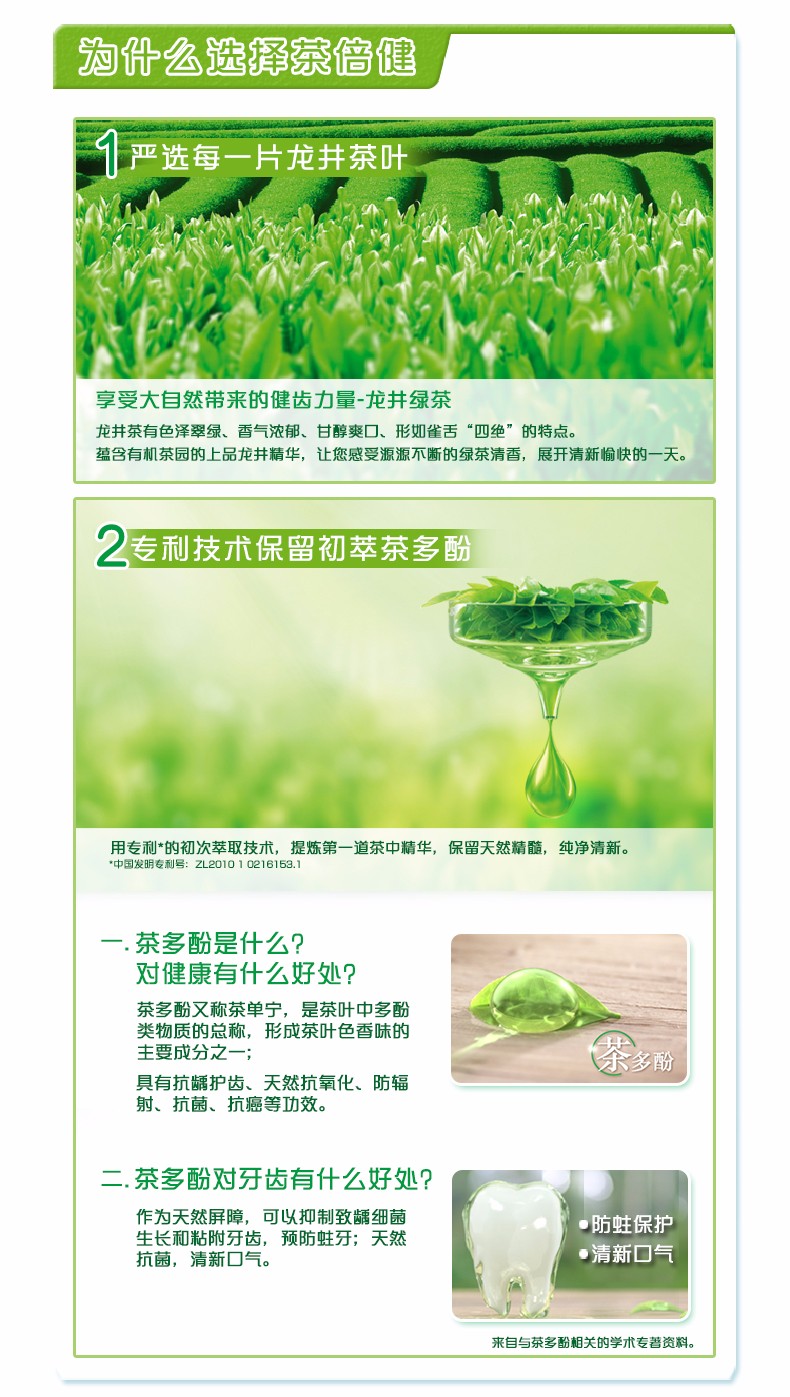 为什么选择茶倍健
1 严选每一片龙井茶叶
享受大自然带来的健齿力量-龙井绿茶
龙井茶有色泽翠绿、香气浓郁、甘醇爽口、形如雀舌“四绝”的特点。
蕴含有机茶园的上品龙井精华，让您感受源源不断的绿茶清香，展开清新愉快的一天。
2 专利技术保留初萃茶多酚
用专利*的初次萃取技术，提炼第一道茶中精华，保留天然精髓，纯净清新。
*中国发明专利号：ZL2010 1 0216153.1
一. 茶多酚是什么？
对健康有什么好处？
茶多酚又称茶单宁，是茶叶中多酚
类物质的总称，形成茶叶色香味的
主要成分之一；
具有抗龋护齿、天然抗氧化、防辐
射、抗菌、抗癌等功效。
茶多酚
二. 茶多酚对牙齿有什么好处？
作为天然屏障，可以抑制致龋细菌
生长和粘附牙齿，预防蛀牙；天然
抗菌，清新口气。
•防蛀保护
•清新口气
来自与茶多酚相关的学术专著资料。